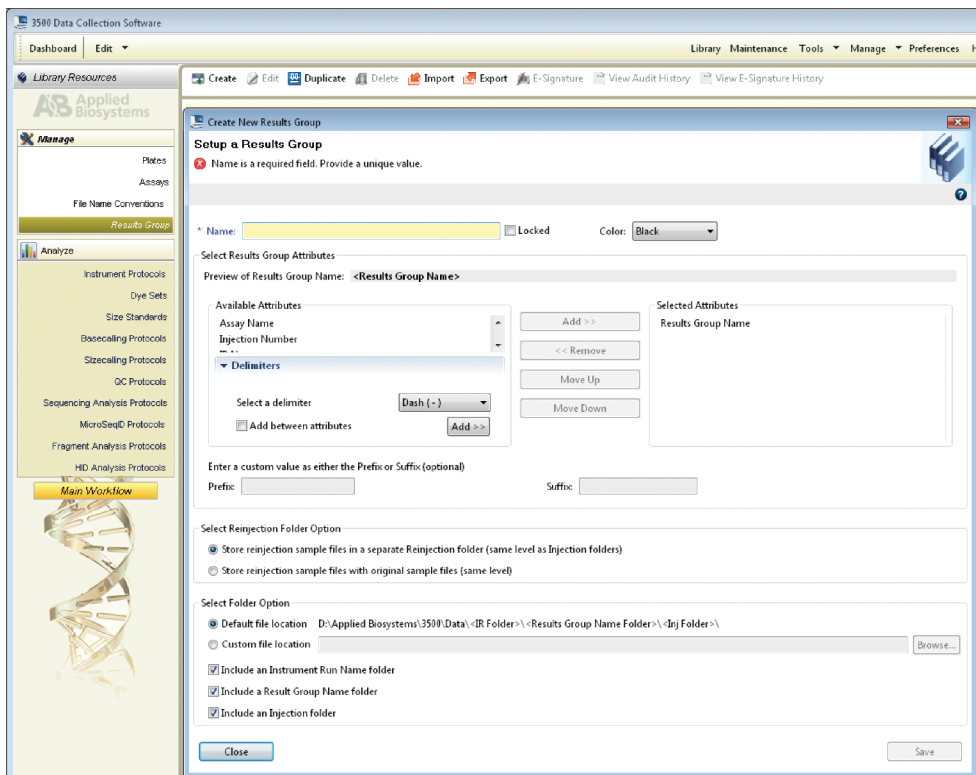 3500 Data Collection Software
Dashboard Edit Library Maintenance Tools Manage Preferences
Library Resources
Create Edit Duplicate Delete Import Export E-Signature View Audit History View E-Signature History
AB Applied
Biosystems
Manage
Plates
Assays
File Name Conventions
Results Group
Analyze
Instrument Protocols
Dye Sets
Size Standards
Basecalling Protocols
Sizecalling Protocols
QC Protocols
Sequencing Analysis Protocols
MicroSeqID Protocols
Fragment Analysis Protocols
HID Analysis Protocols
Main Workflow
Create New Results Group
Setup a Results Group
Name is a required field. Provide a unique value.
* Name: Locked Color: Black
Select Results Group Attributes
Preview of Results Group Name: <Results Group Name>
Available Attributes
Assay Name
Injection Number
Delimiters
Select a delimiter Dash ( - )
Add between attributes Add >>
Add >>
<< Remove
Move Up
Move Down
Selected Attributes
Results Group Name
Enter a custom value as either the Prefix or Suffix (optional)
Prefix: Suffix:
Select Reinjection Folder Option
Store reinjection sample files in a separate Reinjection folder (same level as Injection folders)
Store reinjection sample files with original sample files (same level)
Select Folder Option
Default file location D:\Applied Biosystems\3500\Data\<IR Folder>\<Results Group Name Folder>\<Inj Folder>\
Custom file location Browse...
Include an Instrument Run Name folder
Include a Result Group Name folder
Include an Injection folder
Close Save